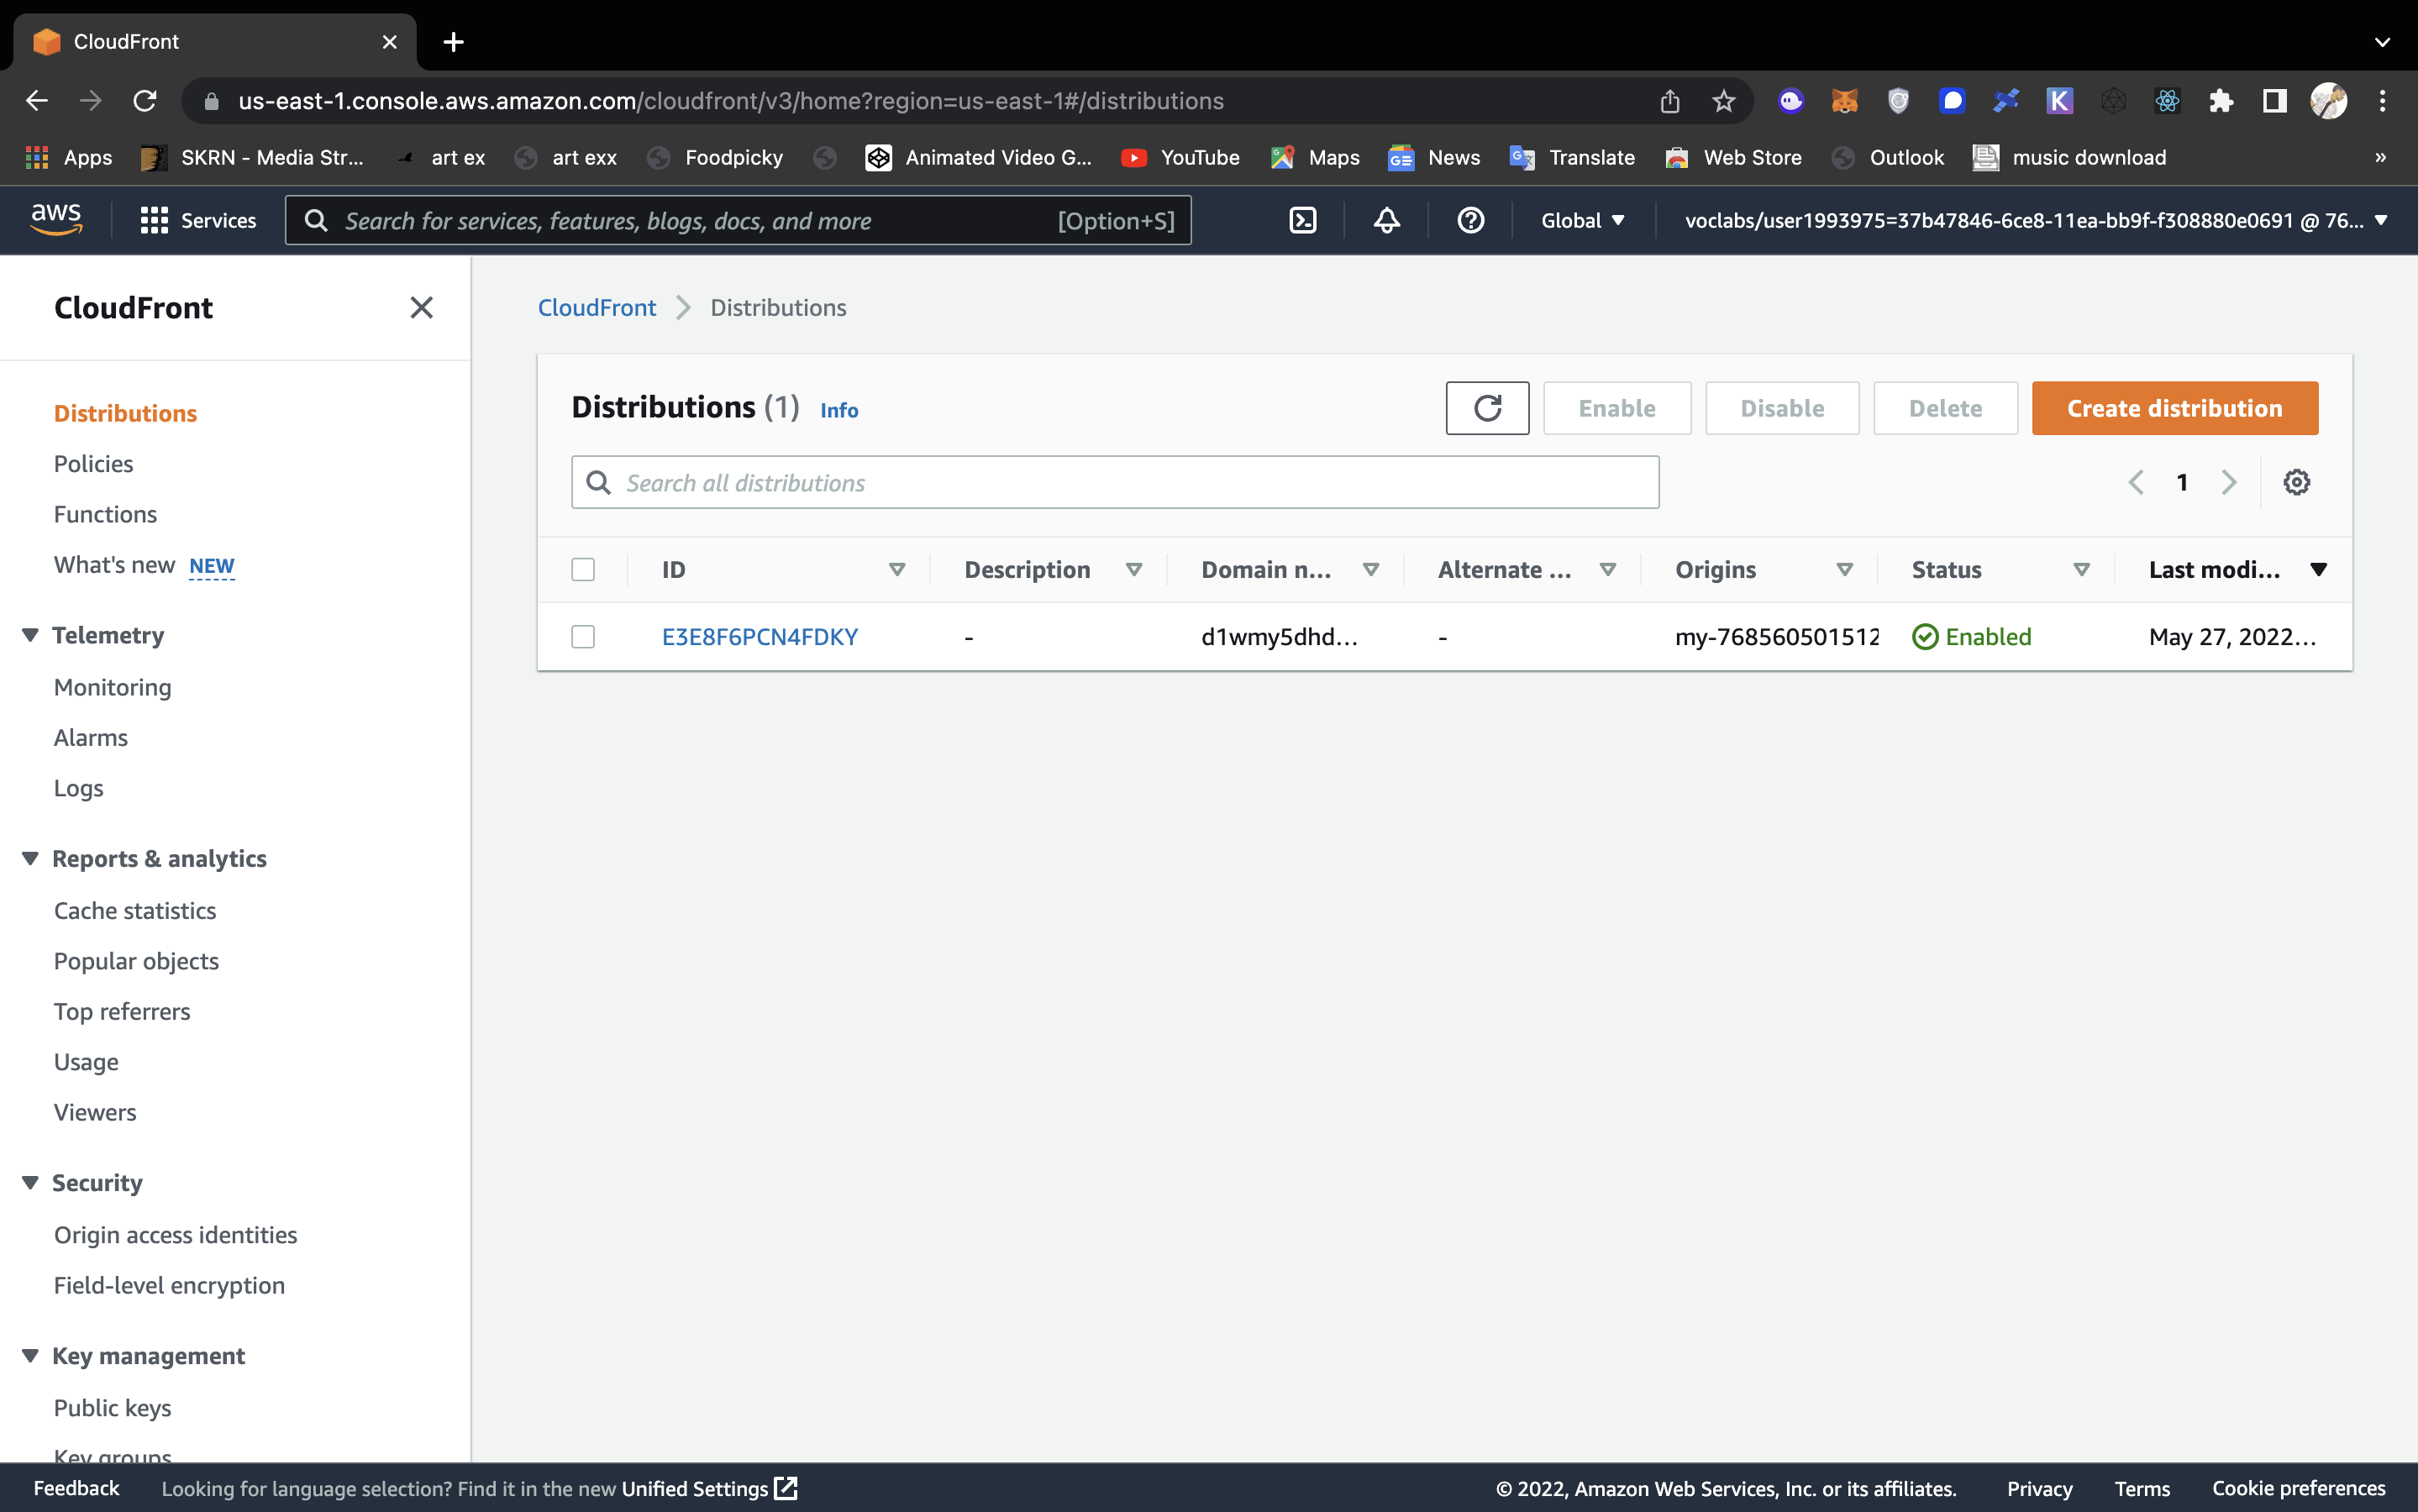 CloudFront
us-east-1.console.aws.amazon.com/cloudfront/v3/home?region=us-east-1#/distributions
Apps SKRN - Media Str... art ex art exx Foodpicky Animated Video G... YouTube Maps News Translate Web Store Outlook music download »
aws Services Search for services, features, blogs, docs, and more [Option+S] Global voclabs/user1993975=37b47846-6ce8-11ea-bb9f-f308880e0691 @ 76...
CloudFront
Distributions
Policies
Functions
What's new NEW
Telemetry
Monitoring
Alarms
Logs
Reports & analytics
Cache statistics
Popular objects
Top referrers
Usage
Viewers
Security
Origin access identities
Field-level encryption
Key management
Public keys
Key groups
CloudFront Distributions
Distributions (1) Info Enable Disable Delete Create distribution
Search all distributions 1
ID Description Domain n... Alternate ... Origins Status Last modi...
E3E8F6PCN4FDKY - d1wmy5dhd... - my-768560501512 Enabled May 27, 2022...
Feedback Looking for language selection? Find it in the new Unified Settings © 2022, Amazon Web Services, Inc. or its affiliates. Privacy Terms Cookie preferences